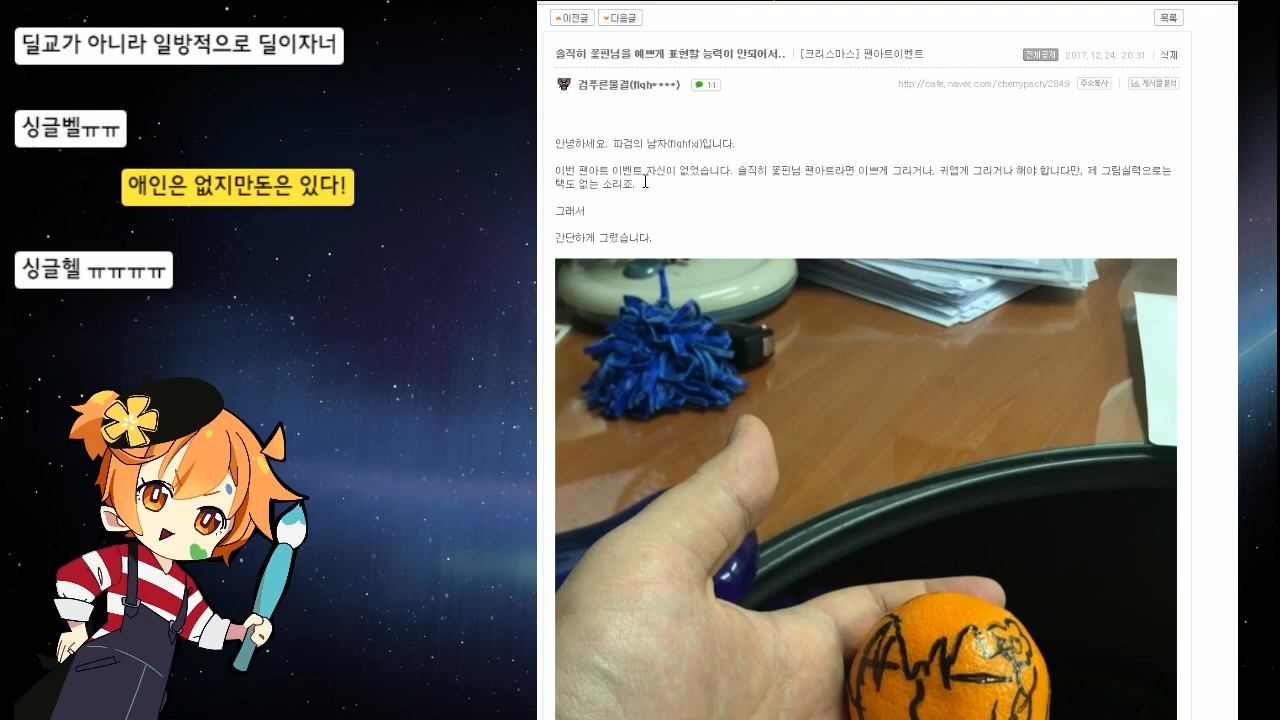 딜교가 아니라 일방적으로 딜이자너
싱글벨ㅠㅠ
애인은 없지만돈은 있다!
싱글헬 ㅠㅠㅠㅠ
이전글 다음글 목록
솔직히 꽃핀님을 예쁘게 표현할 능력이 안되어서.. [크리스마스] 팬아트이벤트 전체공개 2017. 12. 24. 20:31 삭제
검푸른물결(flqh****) 11 http://cafe.naver.com/cherrypach/2849 주소복사 게시글 분석
안녕하세요. 파검의 남자(flqhfxi)입니다.
이번 팬아트 이벤트 자신이 없었습니다. 솔직히 꽃핀님 팬아트라면 이쁘게 그리거나, 귀엽게 그리거나 해야 합니다만, 제 그림실력으로는
택도 없는 소리죠.
그래서
간단하게 그렸습니다.